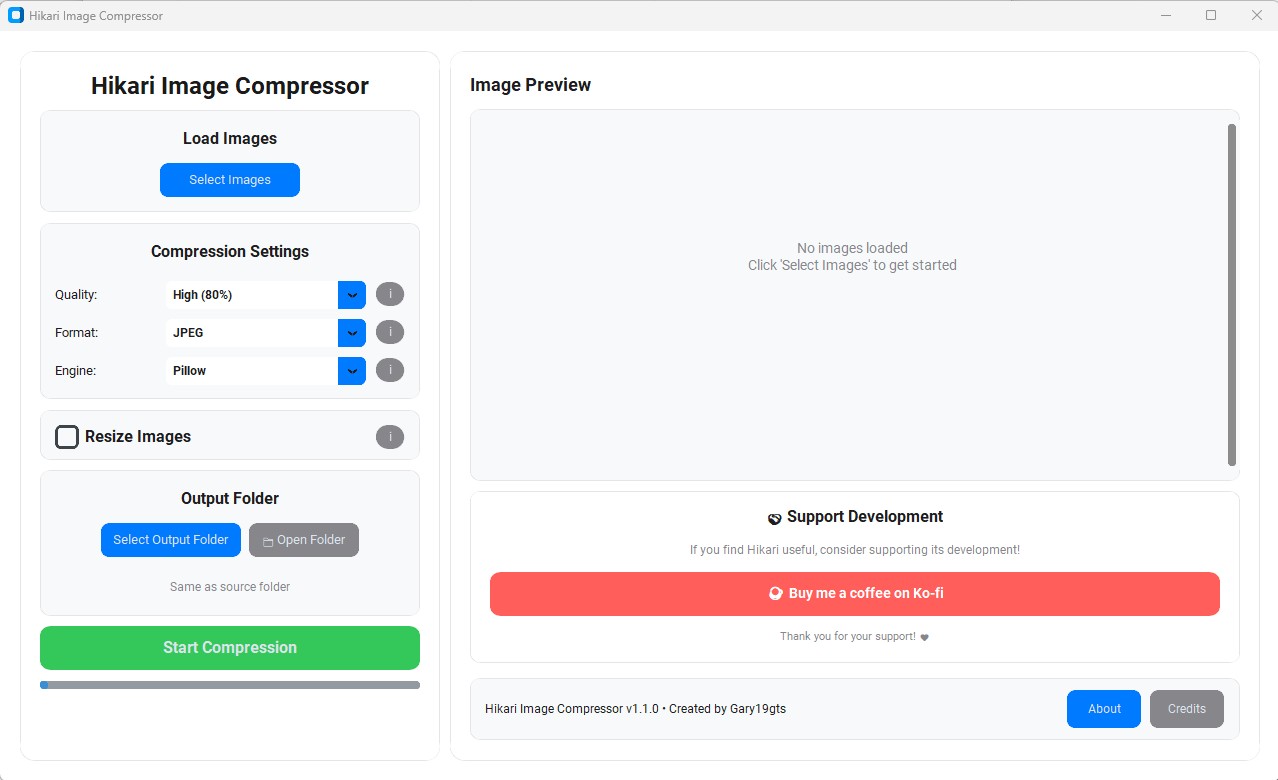 Hikari Image Compressor
Hikari Image Compressor
Load Images
Select Images
Compression Settings
Quality: High (80%) i
Format: JPEG i
Engine: Pillow i
Resize Images i
Output Folder
Select Output Folder Open Folder
Same as source folder
Start Compression
Image Preview
No images loaded
Click 'Select Images' to get started
Support Development
If you find Hikari useful, consider supporting its development!
Buy me a coffee on Ko-fi
Thank you for your support! ♥
Hikari Image Compressor v1.1.0 • Created by Gary19gts
About Credits